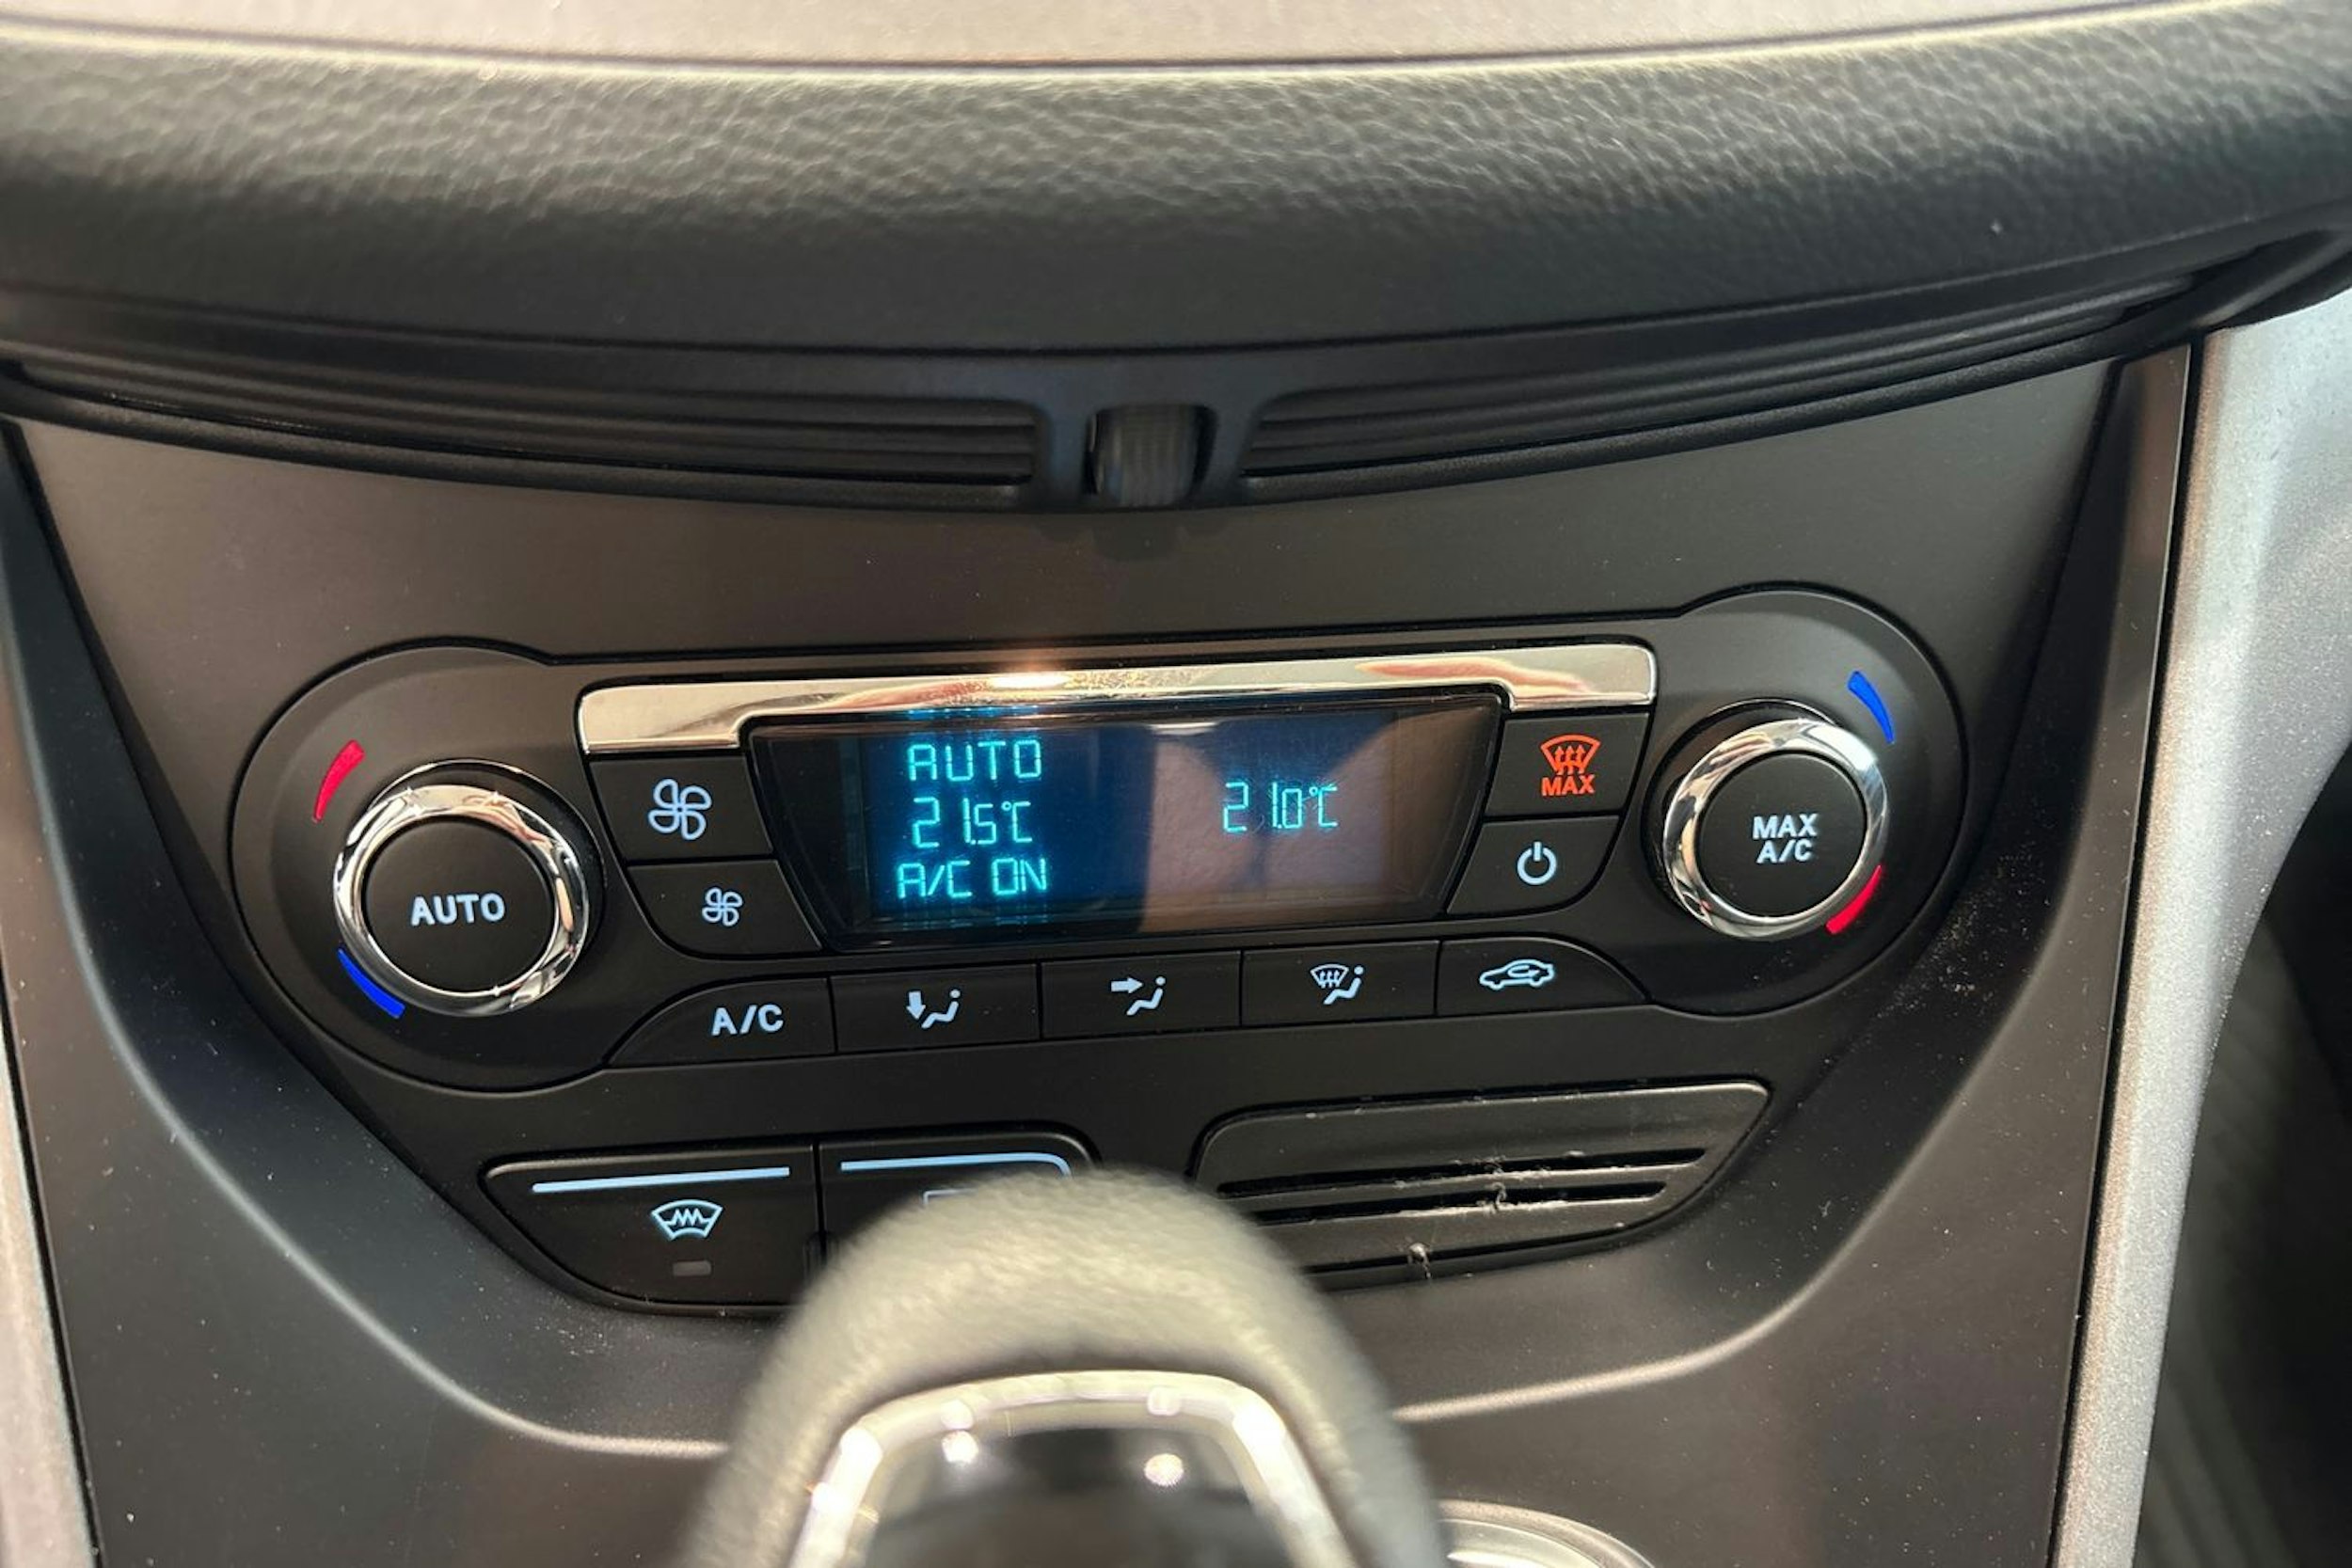 AUTO
21.5°C
A/C ON
21.0°C
MAX
AUTO
MAX
A/C
A/C